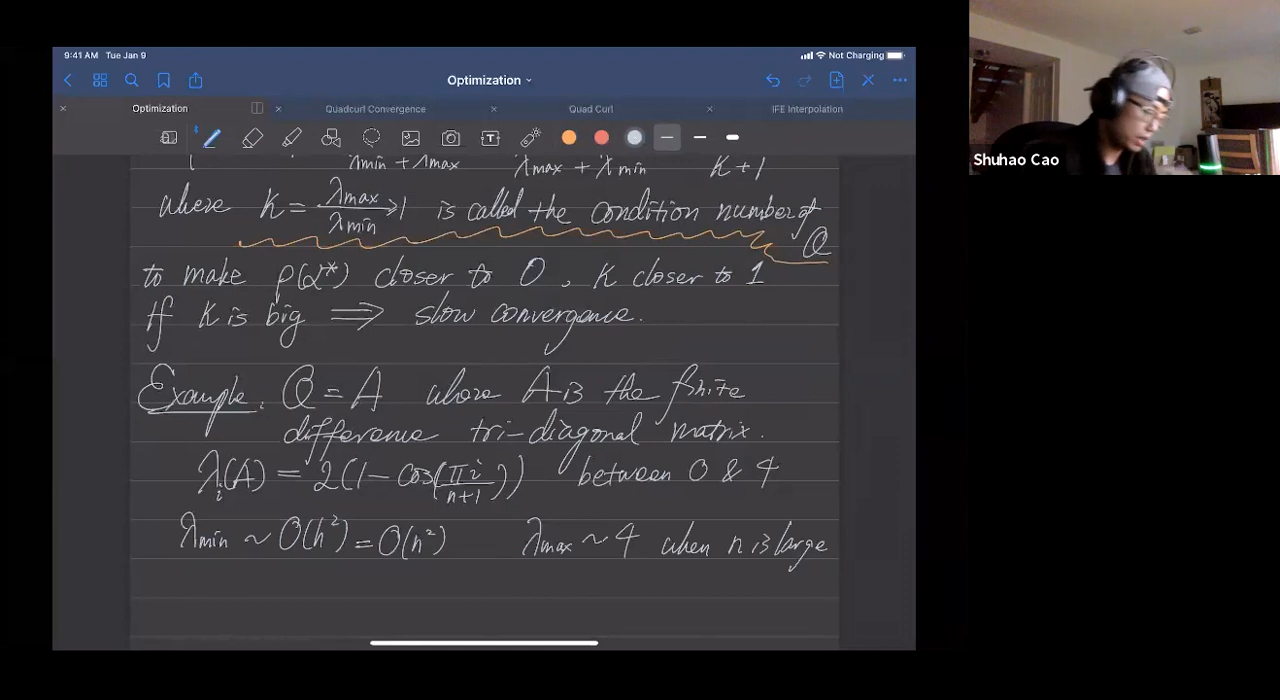 9:41 AM Tue Jan 9
Not Charging
Optimization
Optimization
Quadcurl Convergence
Quad Curl
IFE Interpolation
λmin + λmax λmax + λmin K + 1
where K = λmax / λmin > 1 is called the condition number of Q
to make ρ(α*) closer to 0 , K closer to 1
If K is big ⟹ slow convergence.
Example. Q = A where A is the finite
difference tri-diagonal matrix.
λi(A) = 2(1 - cos(πi / n+1)) between 0 & 4
λmin ~ O(h²) = O(n²) λmax ~ 4 when n is large
Shuhao Cao